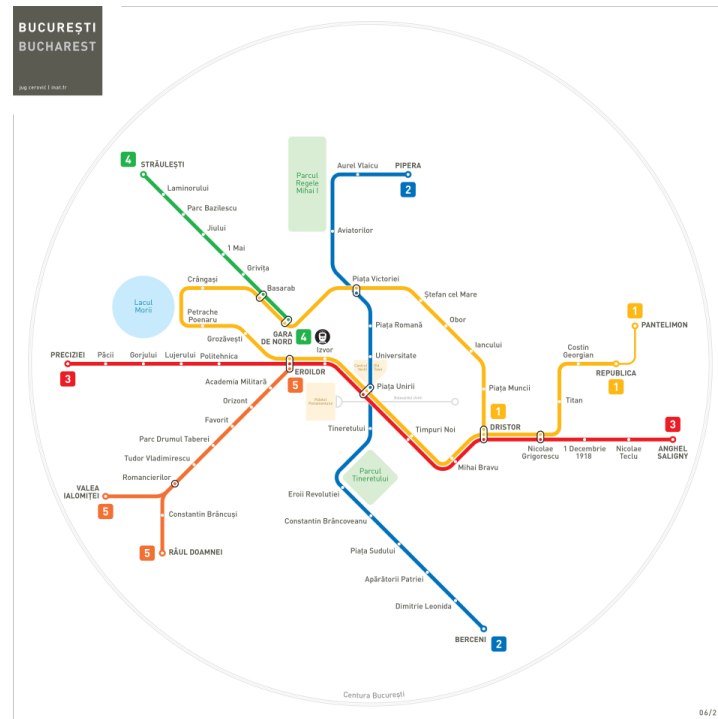 BUCUREȘTI
BUCHAREST
jug cerović | inat.fr
4
STRĂULEȘTI
Laminorului
Parc Bazilescu
Jiului
1 Mai
Grivița
Basarab
Parcul
Regele
Mihai I
Aurel Vlaicu
PIPERA
2
Aviatorilor
Crângași
Piața Victoriei
Ștefan cel Mare
Lacul
Morii
Petrache
Poenaru
Grozăvești
GARA
DE NORD
4
Izvor
Piața Romană
Obor
Iancului
1
PANTELIMON
Costin
Georgian
REPUBLICA
1
PRECIZIEI
3
Păcii
Gorjului
Lujerului
Politehnica
EROILOR
5
Universitate
Piața Unirii
Piața Muncii
Titan
Academia Militară
Orizont
Favorit
Parc Drumul Taberei
Tudor Vladimirescu
Romancierilor
Tineretului
Timpuri Noi
1
DRISTOR
3
Mihai Bravu
Nicolae
Grigorescu
1 Decembrie
1918
Nicolae
Teclu
ANGHEL
SALIGNY
Parcul
Tineretului
VALEA
IALOMIȚEI
5
Constantin Brâncuși
5
RÂUL DOAMNEI
Eroii Revolutiei
Constantin Brâncoveanu
Piața Sudului
Apărătorii Patriei
Dimitrie Leonida
BERCENI
2
Centura București
06/2